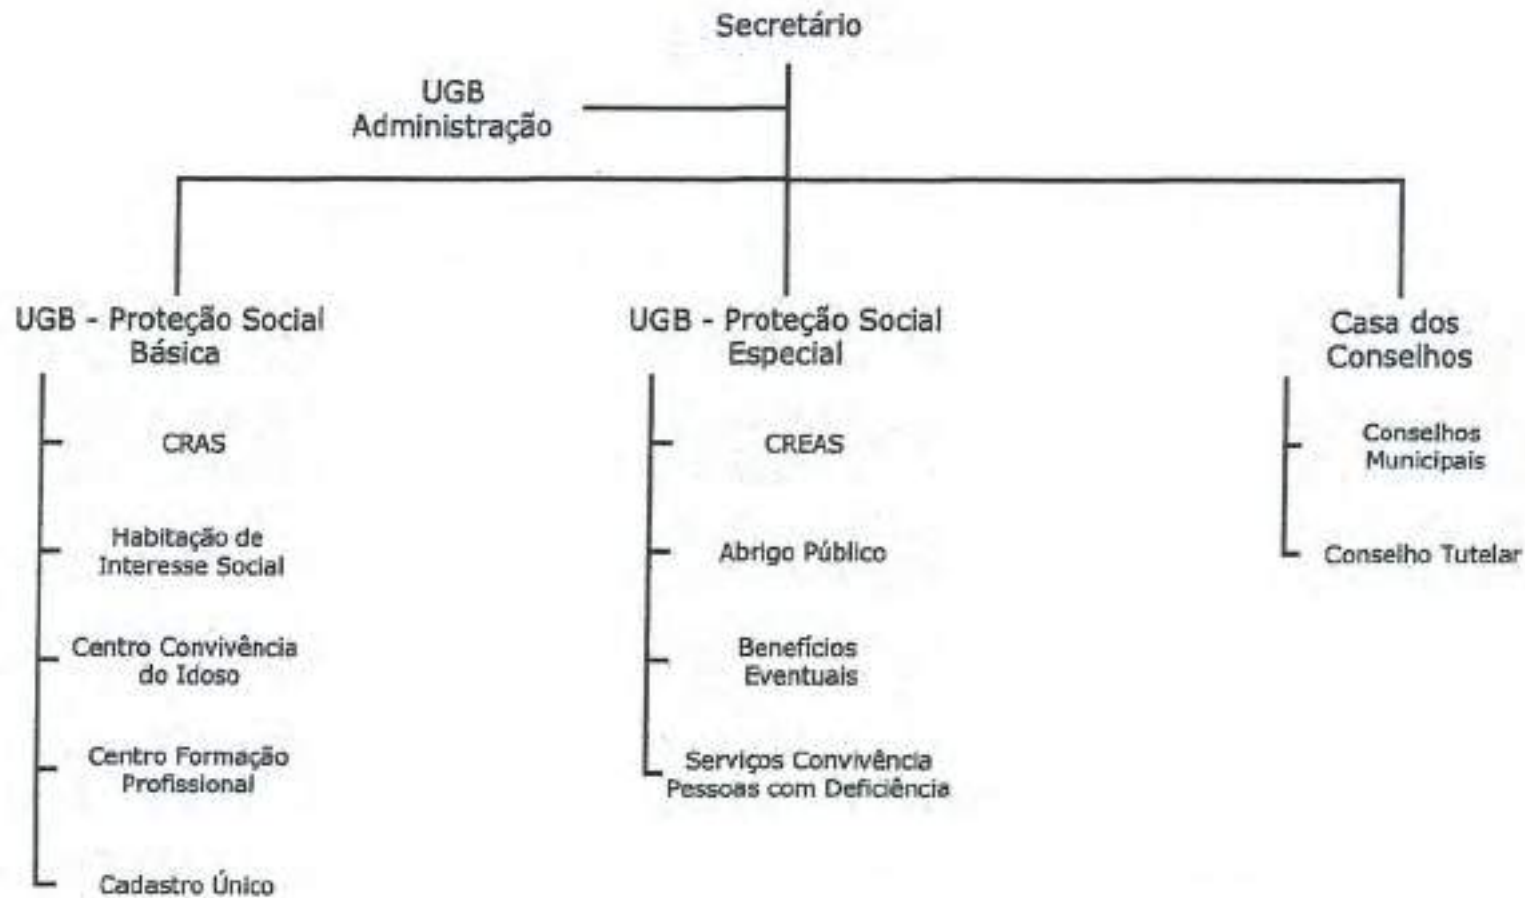 Secretário
UGB
Administração
UGB - Proteção Social
Básica
CRAS
Habitação de
Interesse Social
Centro Convivência
do Idoso
Centro Formação
Profissional
Cadastro Único
UGB - Proteção Social
Especial
CREAS
Abrigo Público
Benefícios
Eventuais
Serviços Convivência
Pessoas com Deficiência
Casa dos
Conselhos
Conselhos
Municipais
Conselho Tutelar